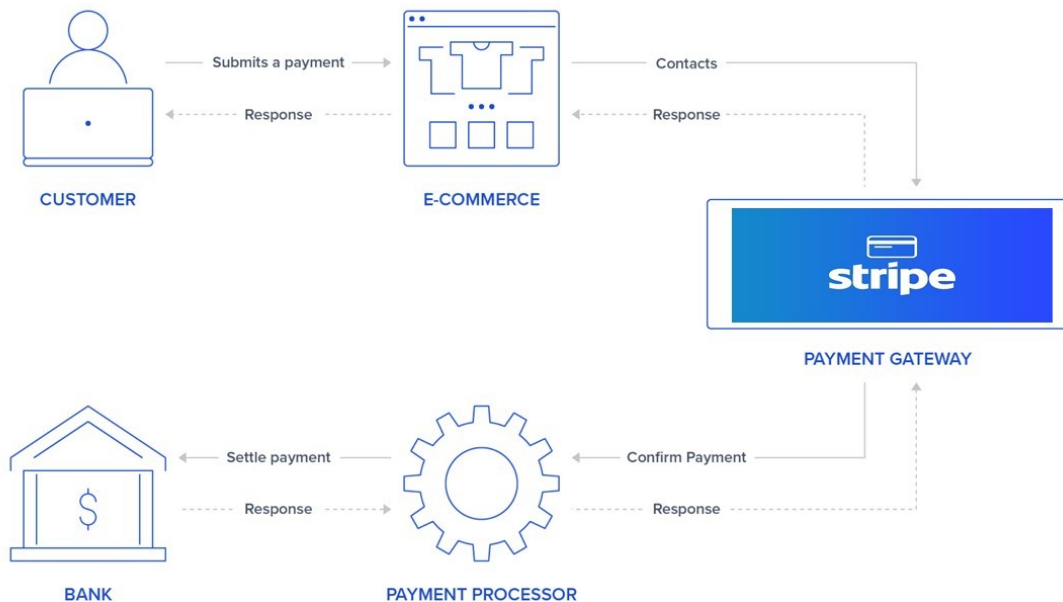 Submits a payment
Contacts
Response
Response
CUSTOMER
E-COMMERCE
stripe
PAYMENT GATEWAY
$
Settle payment
Confirm Payment
Response
Response
BANK
PAYMENT PROCESSOR